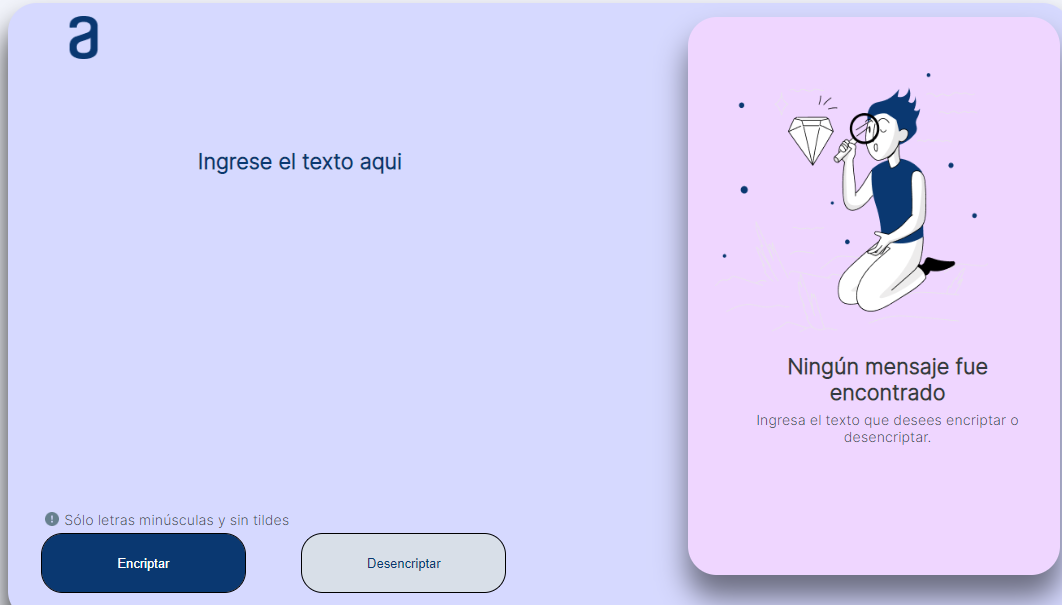 a
Ingrese el texto aqui
Ningún mensaje fue
encontrado
Ingresa el texto que desees encriptar o
desencriptar.
Sólo letras minúsculas y sin tildes
Encriptar
Desencriptar